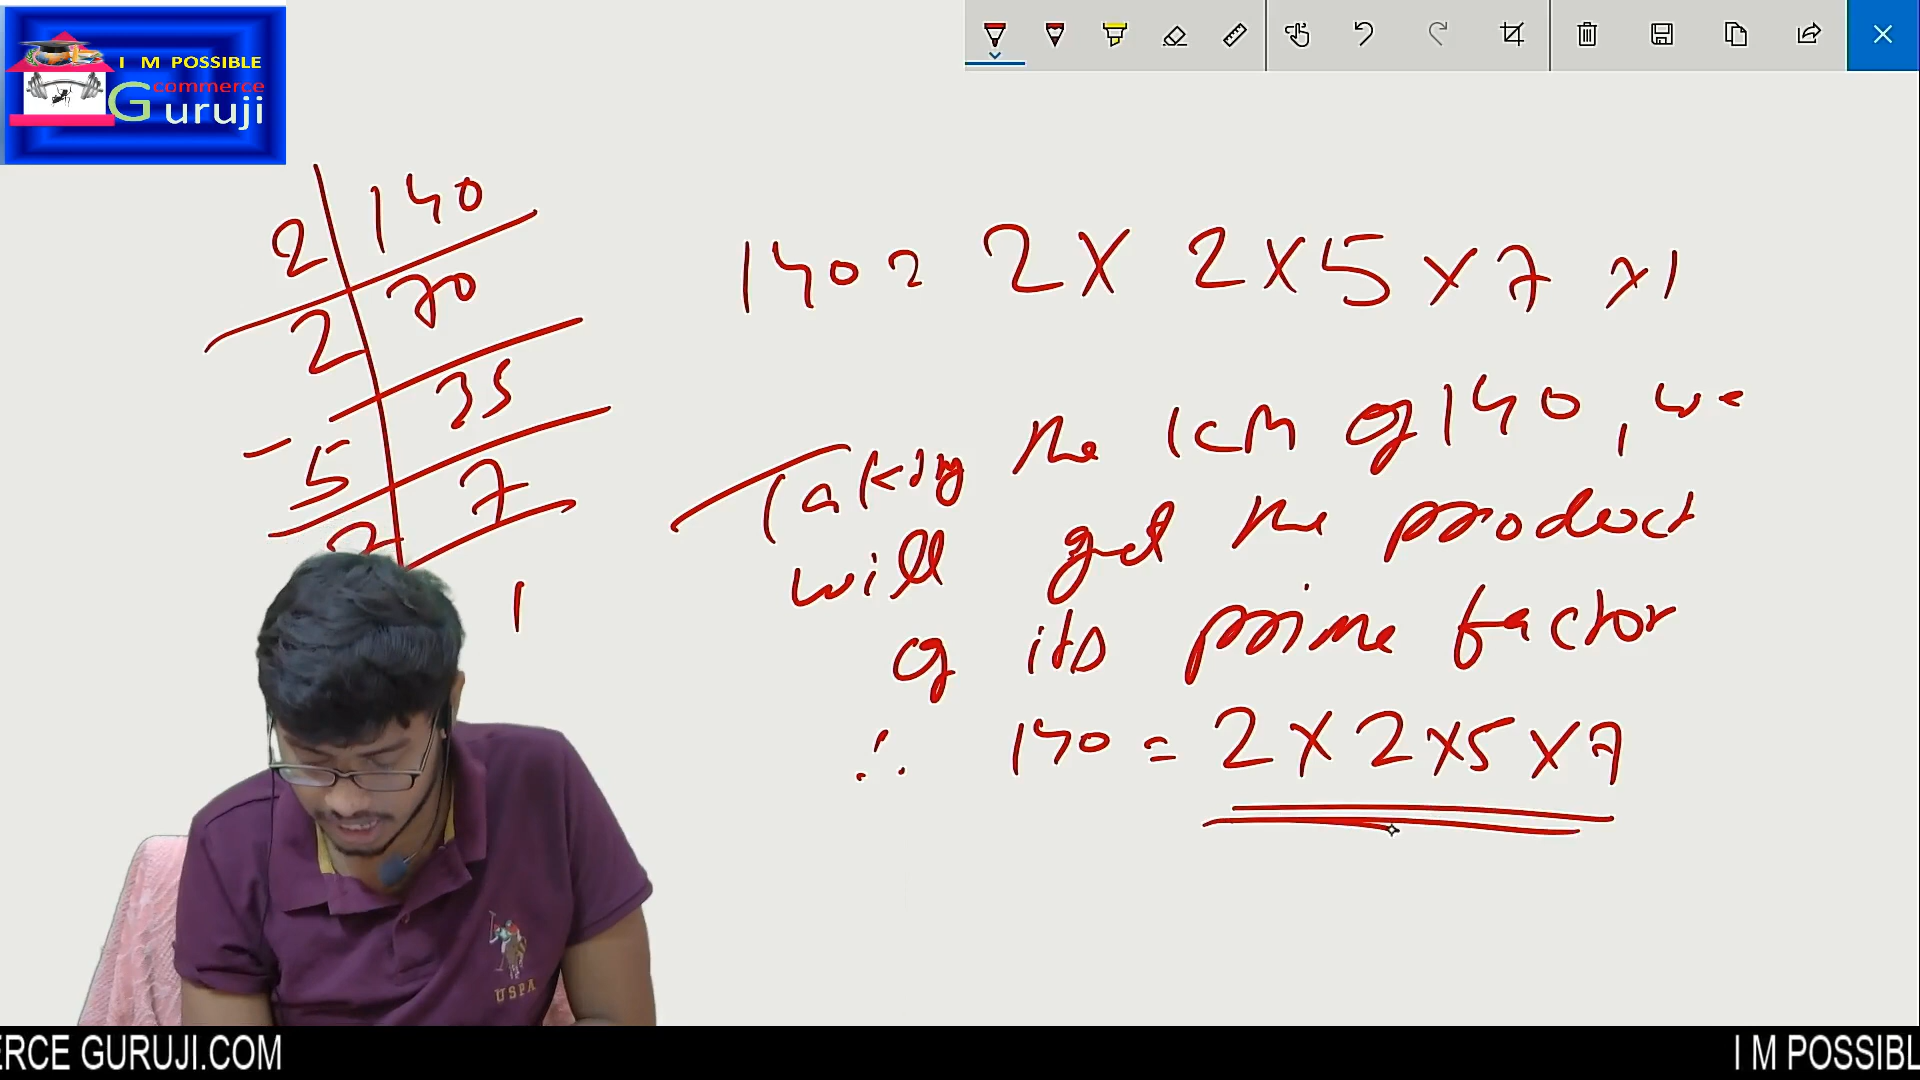 I M POSSIBLE
commerce
Guruji
2 140
2 70
5 35
7
1
140 = 2 X 2 X 5 X 7 X 1
Taking the lcm of 140, we
will get the product
of its prime factor
∴ 140 = 2 X 2 X 5 X 7
USPA
ERCE GURUJI.COM
I M POSSIBL